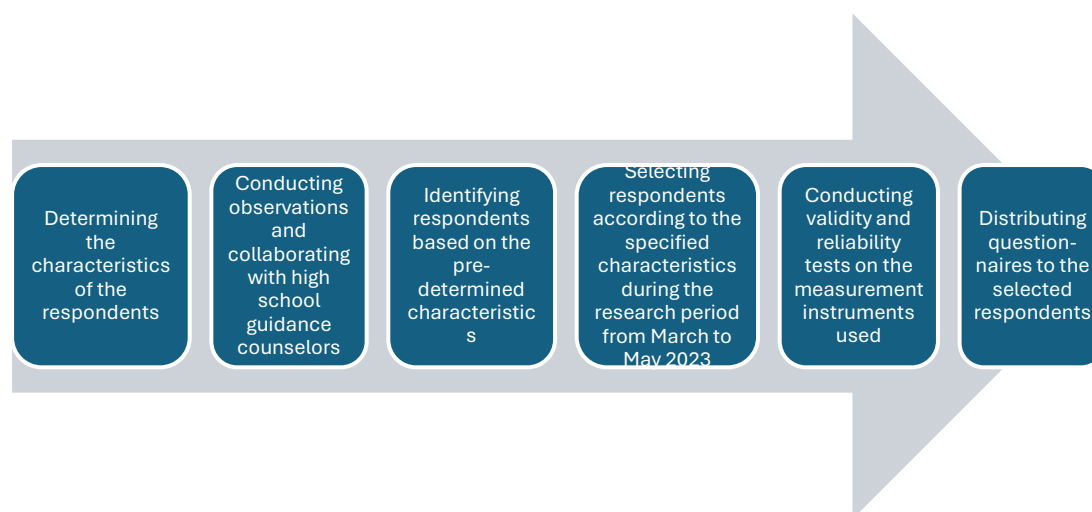 Determining
the
characteristics
of the
respondents
Conducting
observations
and
collaborating
with high
school
guidance
counselors
Identifying
respondents
based on the
pre-
determined
characteristic
s
Selecting
respondents
according to the
specified
characteristics
during the
research period
from March to
May 2023
Conducting
validity and
reliability
tests on the
measurement
instruments
used
Distributing
question-
naires to the
selected
respondents